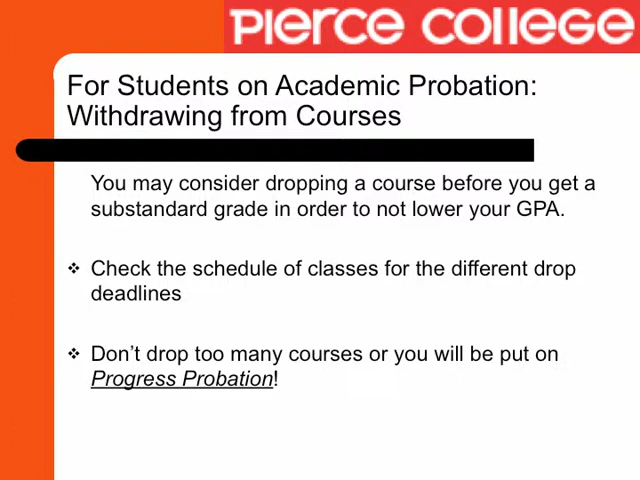 PIERCE COLLEGE
For Students on Academic Probation:
Withdrawing from Courses
You may consider dropping a course before you get a
substandard grade in order to not lower your GPA.
❖ Check the schedule of classes for the different drop
deadlines
❖ Don’t drop too many courses or you will be put on
Progress Probation!